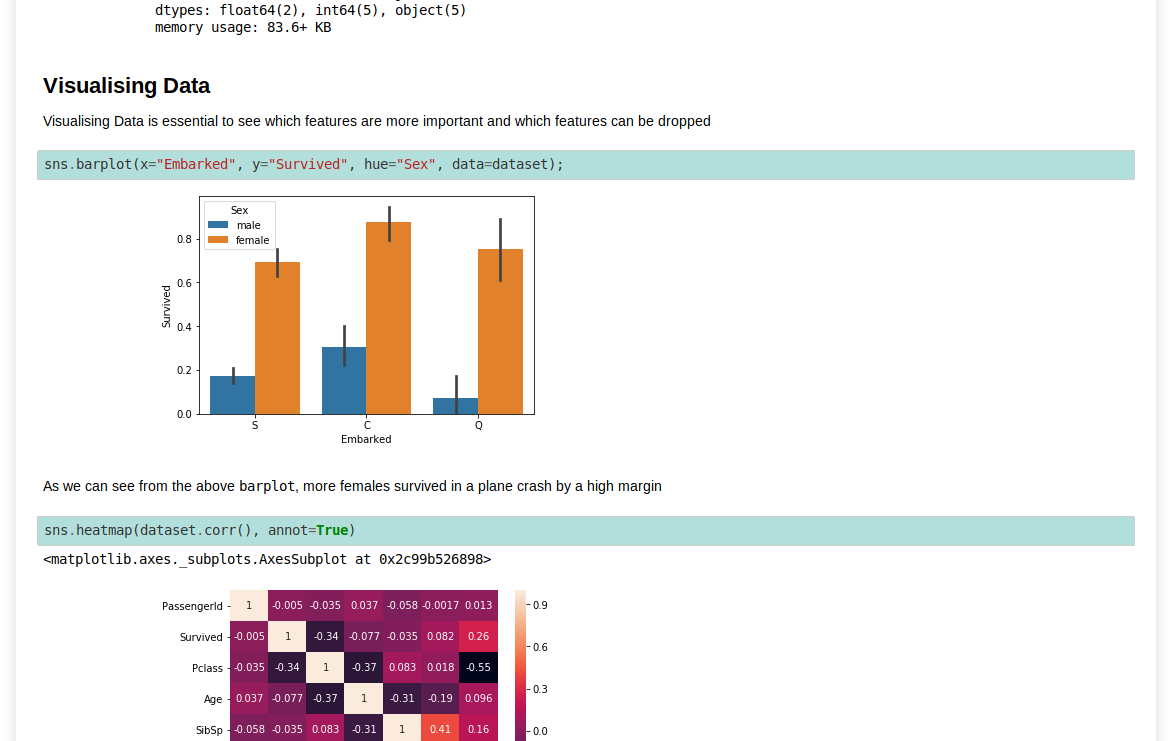 dtypes: float64(2), int64(5), object(5)
memory usage: 83.6+ KB
Visualising Data
Visualising Data is essential to see which features are more important and which features can be dropped
sns.barplot(x="Embarked", y="Survived", hue="Sex", data=dataset);
Sex
male
female
0.8
0.6
0.4
0.2
0.0
Survived
S C Q
Embarked
As we can see from the above barplot, more females survived in a plane crash by a high margin
sns.heatmap(dataset.corr(), annot=True)
<matplotlib.axes._subplots.AxesSubplot at 0x2c99b526898>
PassengerId 1 -0.005 -0.035 0.037 -0.058 -0.0017 0.013
Survived -0.005 1 -0.34 -0.077 -0.035 0.082 0.26
Pclass -0.035 -0.34 1 -0.37 0.083 0.018 -0.55
Age 0.037 -0.077 -0.37 1 -0.31 -0.19 0.096
SibSp -0.058 -0.035 0.083 -0.31 1 0.41 0.16
0.9
0.6
0.3
0.0